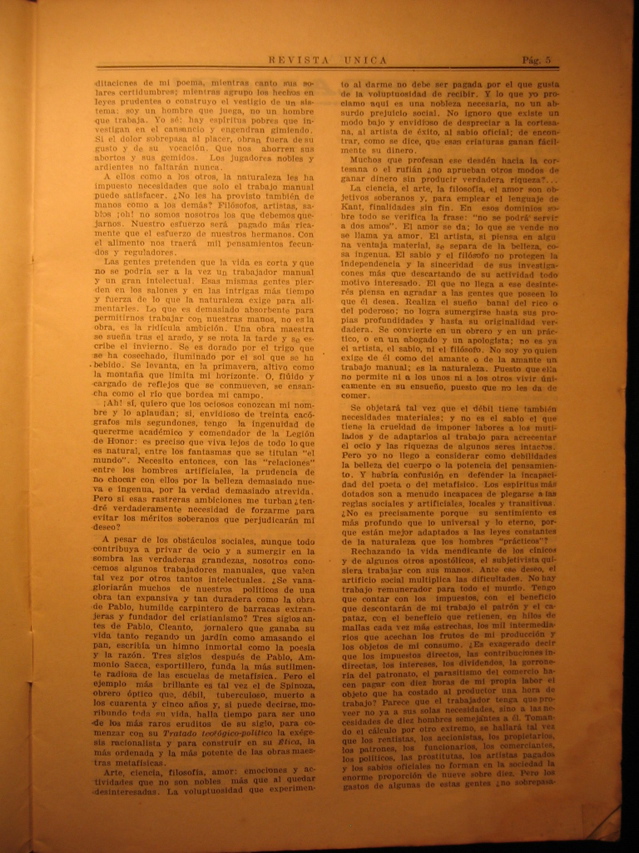 REVISTA UNICA Pág. 5
ditaciones de mi poema, mientras canto sus so-
lares certidumbres; mientras agrupo los hechos en
leyes prudentes o construyo el vestigio de un sis-
tema: soy un hombre que juega, no un hombre
que trabaja. Yo sé: hay espíritus pobres que in-
vestigan en el cansancio y engendran gimiendo.
Si el dolor sobrepasa al placer, obran fuera de su
gusto y de su vocación. Que nos ahorren sus
abortos y sus gemidos. Los jugadores nobles y
ardientes no faltarán nunca.
A ellos como a los otros, la naturaleza les ha
impuesto necesidades que solo el trabajo manual
puede satisfacer. ¿No les ha provisto también de
manos como a los demás? Filósofos, artistas, sa-
bios ¡oh! no somos nosotros los que debemos que-
jarnos. Nuestro esfuerzo será pagado más rica-
mente que el esfuerzo de nuestros hermanos. Con
el alimento nos traerá mil pensamientos fecun-
dos y reguladores.
Las gentes pretenden que la vida es corta y que
no se podría ser a la vez un trabajador manual
y un gran intelectual. Esas mismas gentes pier-
den en los salones y en las intrigas más tiempo
y fuerza de lo que la naturaleza exige para ali-
mentarles. Lo que es demasiado absorbente para
permitirnos trabajar con nuestras manos, no es la
obra, es la ridícula ambición. Una obra maestra
se sueña tras el arado, y se nota la tarde y se es-
cribe el invierno. Se es dorado por el trigo que
se ha cosechado, iluminado por el sol que se ha
bebido. Se levanta, en la primavera, altivo como
la montaña que limita mi horizonte. O, flúido y
cargado de reflejos que se conmueven, se ensan-
cha como el río que bordea mi campo.
¡Ah! sí, quiero que los ociosos conozcan mi nom-
bre y lo aplaudan; si, envidioso de treinta cacó-
grafos mis segundones, tengo la ingenuidad de
quererme académico y comendador de la Legión
de Honor: es preciso que viva lejos de todo lo que
es natural, entre los fantasmas que se titulan "el
mundo". Necesito entonces, con las "relaciones"
entre los hombres artificiales, la prudencia de
no chocar con ellos por la belleza demasiado nue-
va e ingenua, por la verdad demasiado atrevida.
Pero si esas rastreras ambiciones me turban ¿ten-
dré verdaderamente necesidad de forzarme para
evitar los méritos soberanos que perjudicarán mi
deseo?
A pesar de los obstáculos sociales, aunque todo
contribuya a privar de ocio y a sumergir en la
sombra las verdaderas grandezas, nosotros cono-
cemos algunos trabajadores manuales, que valen
tal vez por otros tantos intelectuales. ¿Se vana-
gloriarán muchos de nuestros políticos de una
obra tan expansiva y tan duradera como la obra
de Pablo, humilde carpintero de barracas extran-
jeras y fundador del cristianismo? Tres siglos an-
tes de Pablo, Cleanto, jornalero que ganaba su
vida tanto regando un jardín como amasando el
pan, escribía un himno inmortal como la poesía
y la razón. Tres siglos después de Pablo, Am-
monio Sacca, esportillero, funda la más sutilmen-
te radiosa de las escuelas de metafísica. Pero el
ejemplo más brillante es tal vez el de Spinoza,
obrero óptico que, débil, tuberculoso, muerto a
los cuarenta y cinco años y, si puede decirse, mo-
ribundo toda su vida, halla tiempo para ser uno
de los más raros eruditos de su siglo, para co-
menzar con su Tratado teológico-político la exége-
sis racionalista y para construir en su Ética, la
más ordenada y la más potente de las obras maes-
tras metafísicas.
Arte, ciencia, filosofía, amor: emociones y ac-
tividades que no son nobles más que al quedar
desinteresadas. La voluptuosidad que experimen-
to al darme no debe ser pagada por el que gusta
de la voluptuosidad de recibir. Y lo que yo pro-
clamo aquí es una nobleza necesaria, no un ab-
surdo prejuicio social. No ignoro que existe un
modo bajo y envidioso de despreciar a la cortesa-
na, al artista de éxito, al sabio oficial; de encon-
trar, como se dice, que esas criaturas ganan fácil-
mente su dinero.
Muchos que profesan ese desdén hacia la cor-
tesana o el rufián ¿no aprueban otros modos de
ganar dinero sin producir verdadera riqueza?...
La ciencia, el arte, la filosofía, el amor son ob-
jetivos soberanos y, para emplear el lenguaje de
Kant, finalidades sin fin. En esos dominios so-
bre todo se verifica la frase: "no se podrá servir
a dos amos". El amor se da; lo que se vende no
se llama ya amor. El artista, si piensa en algu
na ventaja material, se separa de la belleza, co-
sa ingenua. El sabio y el filósofo no protegen la
independencia y la sinceridad de sus investiga-
ciones más que descartando de su actividad todo
motivo interesado. El que no llega a ese desinte-
rés piensa en agradar a las gentes que poseen lo
que él desea. Realiza el sueño banal del rico o
del poderoso; no logra sumergirse hasta sus pro-
pias profundidades y hasta su originalidad ver-
dadera. Se convierte en un obrero y en un prác-
tico, o en un abogado y un apologista; no es ya
el artista, el sabio, ni el filósofo. No soy yo quien
exige de él como del amante o de la amante un
trabajo manual; es la naturaleza. Puesto que ella
no permite ni a los unos ni a los otros vivir úni-
camente en su ensueño, puesto que no les da de
comer.
Se objetará tal vez que el débil tiene también
necesidades materiales; y no es el sabio el que
tiene la crueldad de imponer labores a los muti-
lados y de adaptarlos al trabajo para acrecentar
el ocio y las riquezas de algunos seres intactos.
Pero yo no llego a considerar como debilidades
la belleza del cuerpo o la potencia del pensamien-
to. Y hubría confusión en defender la incapaci-
dad del poeta o del metafísico. Los espíritus más
dotados son a menudo incapaces de plegarse a las
reglas sociales y artificiales, locales y transitivas.
¿No es precisamente porque su sentimiento es
más profundo que lo universal y lo eterno, por-
que están mejor adaptados a las leyes constantes
de la naturaleza que los hombres "prácticos"?
Rechazando la vida mendicante de los cínicos
y de algunos otros apostólicos, el subjetivista qui-
siera trabajar con sus manos. Ante ese deseo, el
artificio social multiplica las dificultades. No hay
trabajo remunerador para todo el mundo. Tengo
que contar con los impuestos, con el beneficio
que descontarán de mi trabajo el patrón y el ca-
pataz, con el beneficio que retienen, en hilos de
mallas cada vez más estrechas, los mil intermedia-
rios que acechan los frutos de mi producción y
los objetos de mi consumo. ¿Es exagerado decir
que los impuestos directos, las contribuciones in-
directas, los intereses, los dividendos, la gorrone-
ría del patronato, el parasitismo del comercio ha-
cen pagar con diez horas de mi propia labor el
objeto que ha costado al productor una hora de
trabajo? Parece que el trabajador tenga que pro-
veer no ya a sus solas necesidades, sino a las ne-
cesidades de diez hombres semejantes a él. Toman-
do el cálculo por otro extremo, se hallará tal vez
que los rentistas, los accionistas, los propietarios,
los patrones, los funcionarios, los comerciantes,
los políticos, las prostitutas, los artistas pagados
y los sabios oficiales no forman en la sociedad la
enorme proporción de nueve sobre diez. Pero los
gastos de algunas de estas gentes ¿no sobrepasan